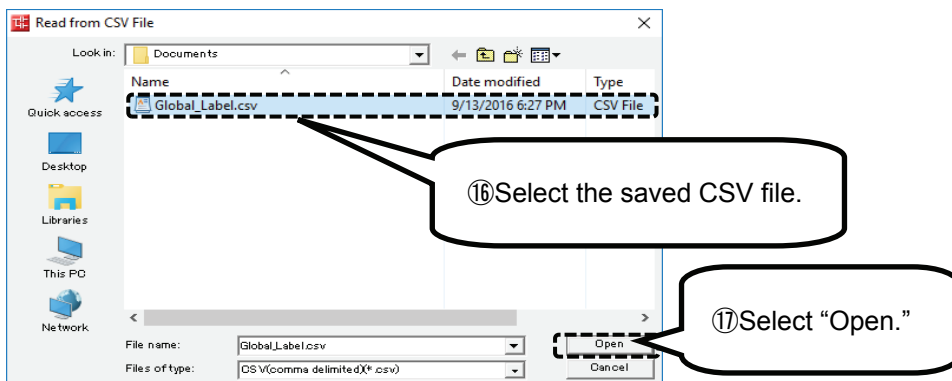 Read from CSV File
Look in:
Documents
Name
Date modified
Type
Global_Label.csv
9/13/2016 6:27 PM
CSV File
Quick access
Desktop
Libraries
This PC
Network
⑯Select the saved CSV file.
⑰Select “Open.”
File name:
Global_Label.csv
Open
Files of type:
CSV(comma delimited)(*.csv)
Cancel